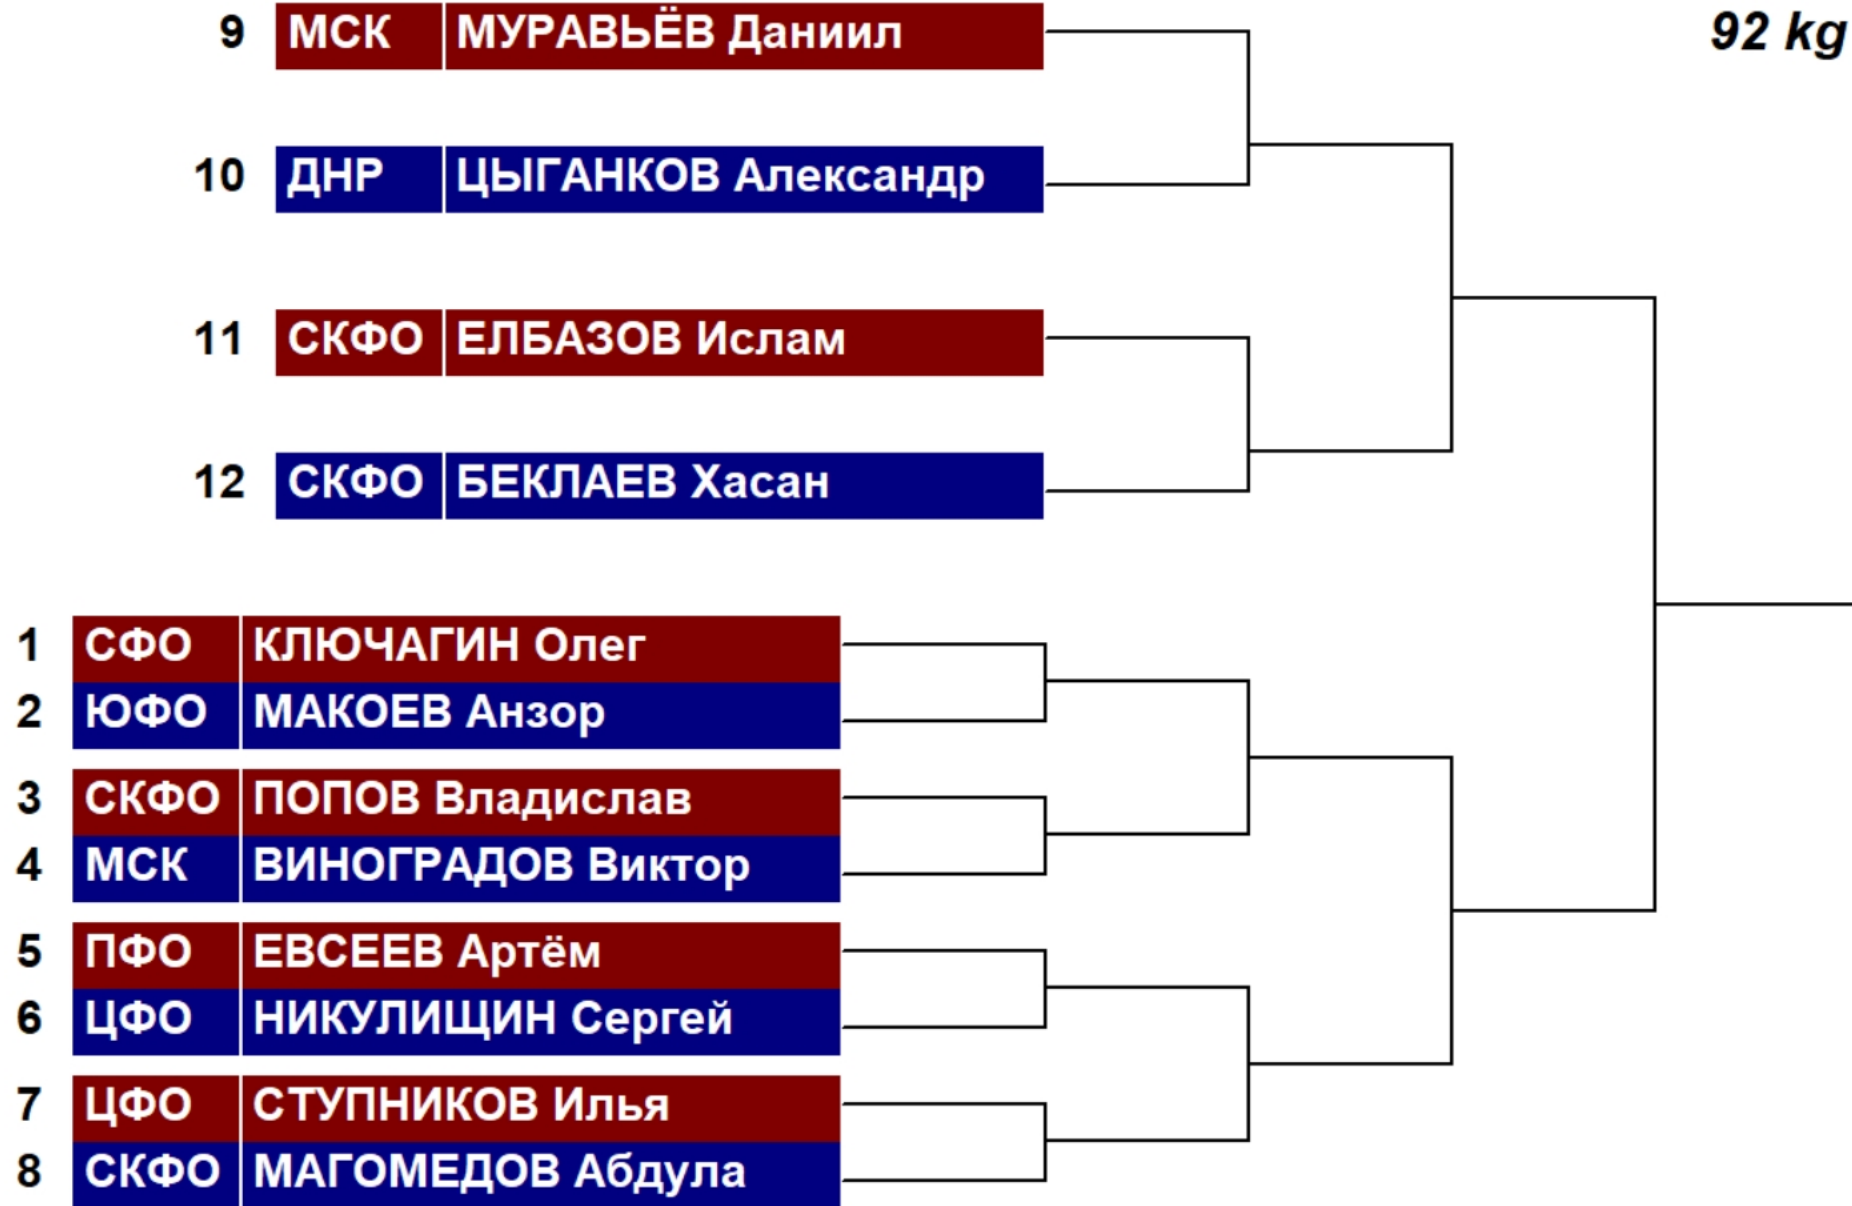 9 МСК МУРАВЬЁВ Даниил 92 kg
10 ДНР ЦЫГАНКОВ Александр
11 СКФО ЕЛБАЗОВ Ислам
12 СКФО БЕКЛАЕВ Хасан
1 СФО КЛЮЧАГИН Олег
2 ЮФО МАКОЕВ Анзор
3 СКФО ПОПОВ Владислав
4 МСК ВИНОГРАДОВ Виктор
5 ПФО ЕВСЕЕВ Артём
6 ЦФО НИКУЛИЩИН Сергей
7 ЦФО СТУПНИКОВ Илья
8 СКФО МАГОМЕДОВ Абдула